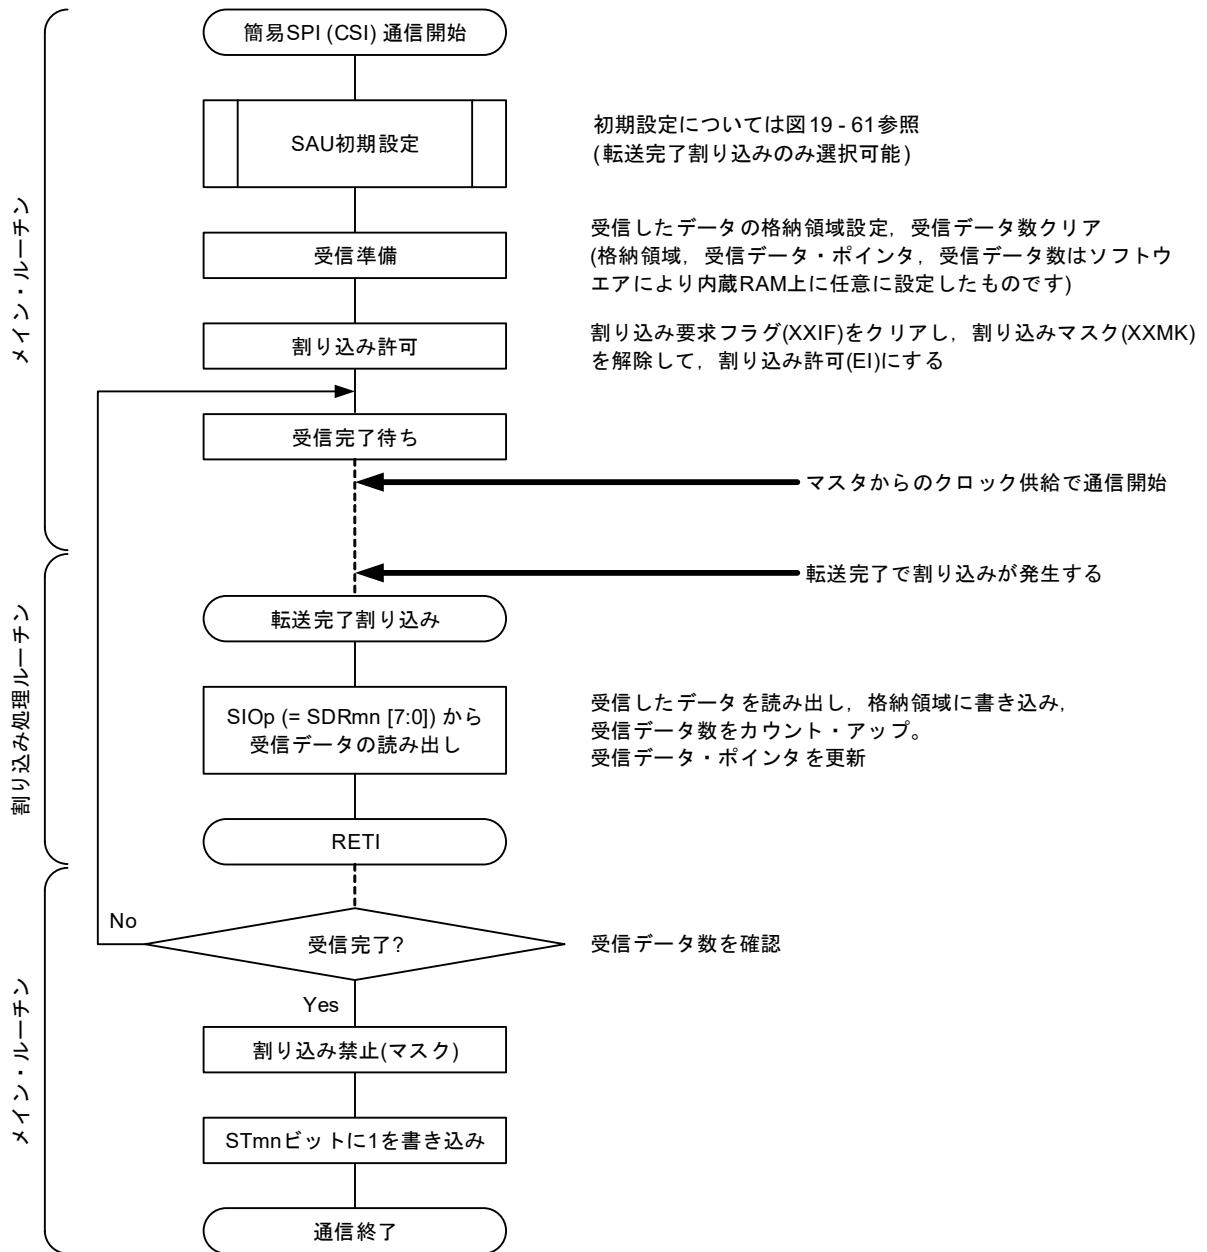 簡易SPI (CSI) 通信開始
SAU初期設定
初期設定については図19 - 61参照
(転送完了割り込みのみ選択可能)
メイン・ルーチン
受信準備
受信したデータの格納領域設定，受信データ数クリア
(格納領域，受信データ・ポインタ，受信データ数はソフトウ
エアにより内蔵RAM上に任意に設定したものです)
割り込み許可
割り込み要求フラグ(XXIF)をクリアし，割り込みマスク(XXMK)
を解除して，割り込み許可(EI)にする
受信完了待ち
マスタからのクロック供給で通信開始
転送完了で割り込みが発生する
割り込み処理ルーチン
転送完了割り込み
SIOp (= SDRmn [7:0]) から
受信データの読み出し
受信したデータを読み出し，格納領域に書き込み，
受信データ数をカウント・アップ。
受信データ・ポインタを更新
RETI
No
受信完了?
受信データ数を確認
Yes
メイン・ルーチン
割り込み禁止(マスク)
STmnビットに1を書き込み
通信終了